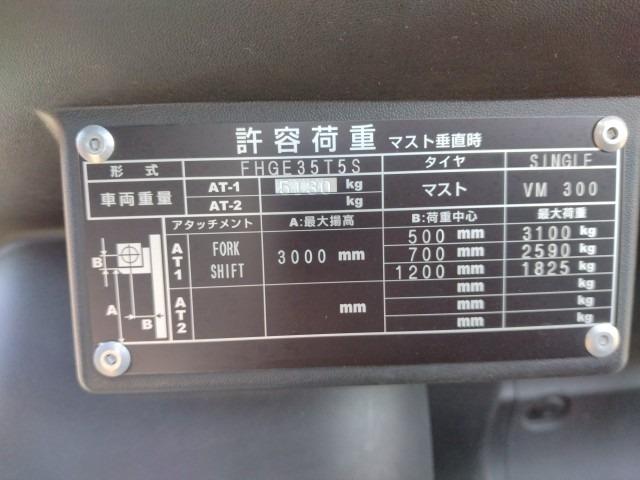 許容荷重 マスト垂直時
形式 FHGE35T5S タイヤ SINGLE
車両重量 AT-1 kg マスト VM 300
AT-2 kg
アタッチメント A:最大揚高 B:荷重中心 最大荷重
AT1 FORK SHIFT 3000 mm 500 mm 3100 kg
700 mm 2590 kg
1200 mm 1825 kg
mm kg
AT2 mm mm kg
mm kg
B
A
B